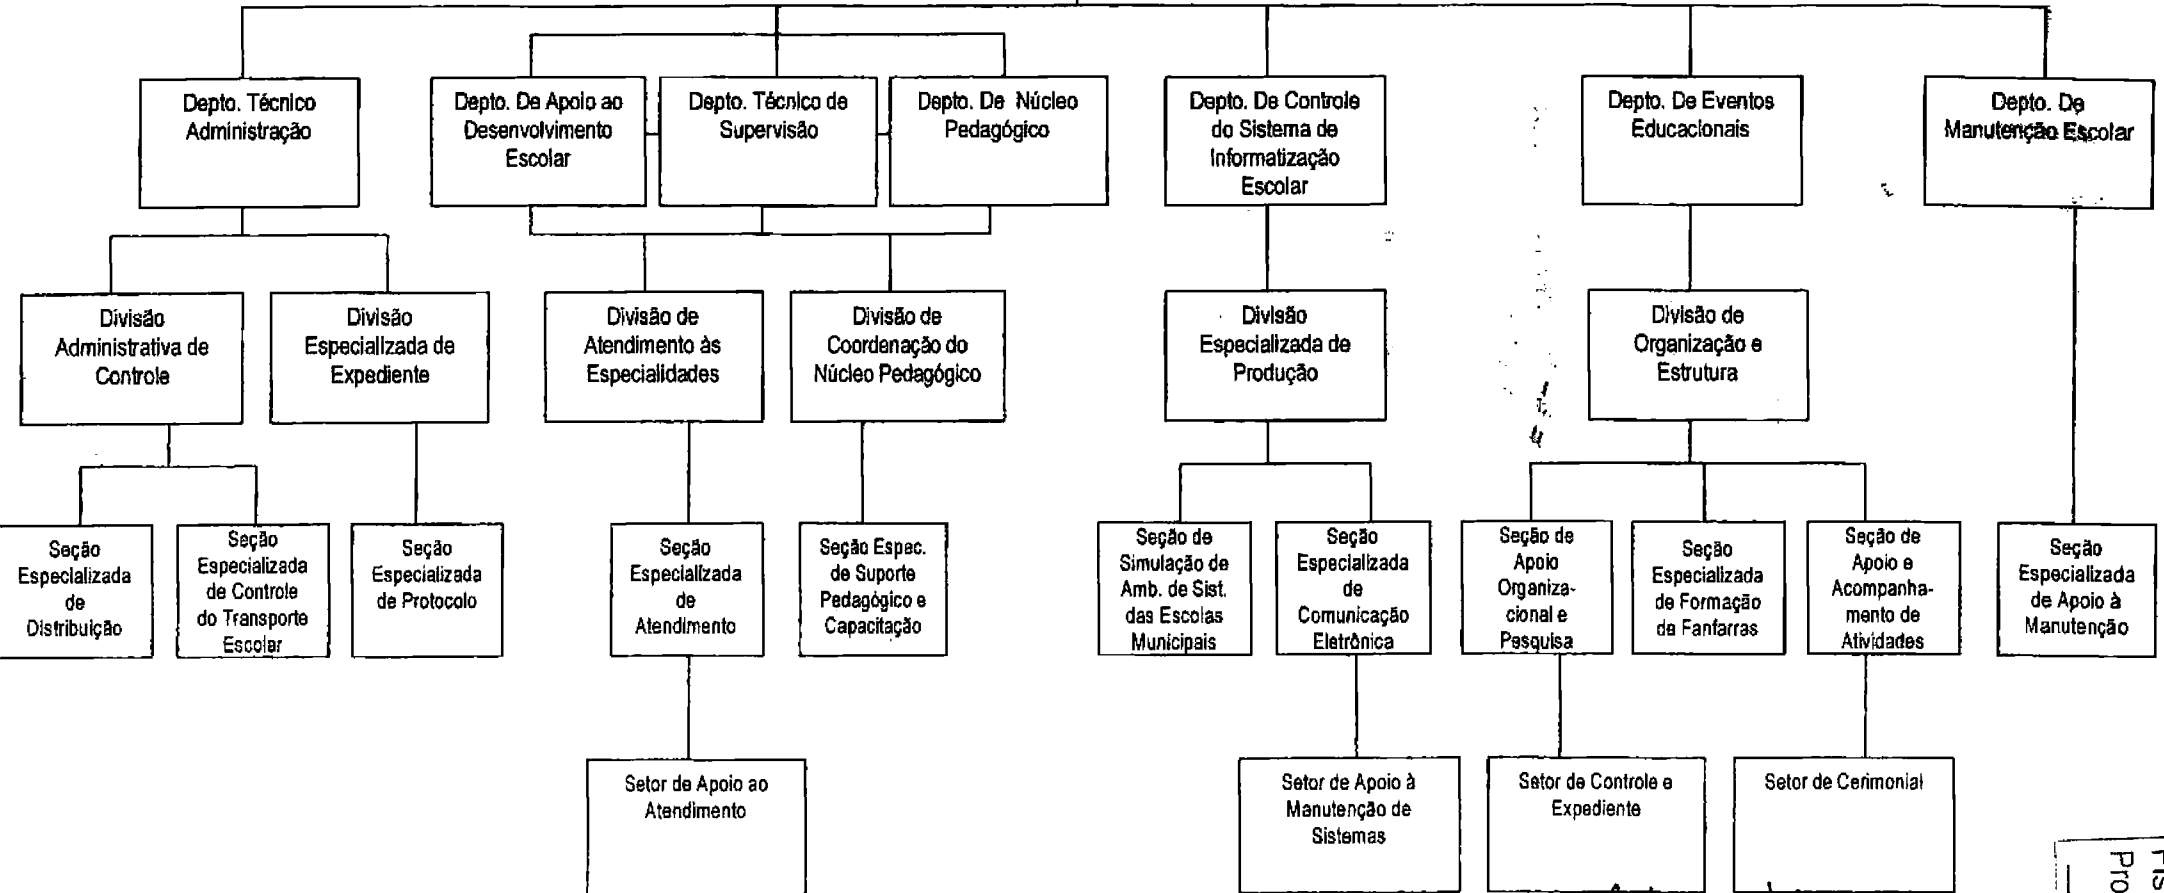 Depto. Técnico
Administração
Depto. De Apoio ao
Desenvolvimento
Escolar
Depto. Técnico de
Supervisão
Depto. De Núcleo
Pedagógico
Depto. De Controle
do Sistema de
Informatização
Escolar
Depto. De Eventos
Educacionais
Depto. De
Manutenção Escolar
Divisão
Administrativa de
Controle
Divisão
Especializada de
Expediente
Divisão de
Atendimento às
Especialidades
Divisão de
Coordenação do
Núcleo Pedagógico
Divisão
Especializada de
Produção
Divisão de
Organização e
Estrutura
Seção
Especializada
de
Distribuição
Seção
Especializada
de Controle
do Transporte
Escolar
Seção
Especializada
de Protocolo
Seção
Especializada
de
Atendimento
Seção Espec.
de Suporte
Pedagógico e
Capacitação
Seção de
Simulação de
Amb. de Sist.
das Escolas
Municipais
Seção
Especializada
de
Comunicação
Eletrônica
Seção de
Apoio
Organiza-
cional e
Pesquisa
Seção
Especializada
de Formação
de Fanfarras
Seção de
Apoio e
Acompanha-
mento de
Atividades
Seção
Especializada
de Apoio à
Manutenção
Setor de Apoio ao
Atendimento
Setor de Apoio à
Manutenção de
Sistemas
Setor de Controle e
Expediente
Setor de Cerimonial